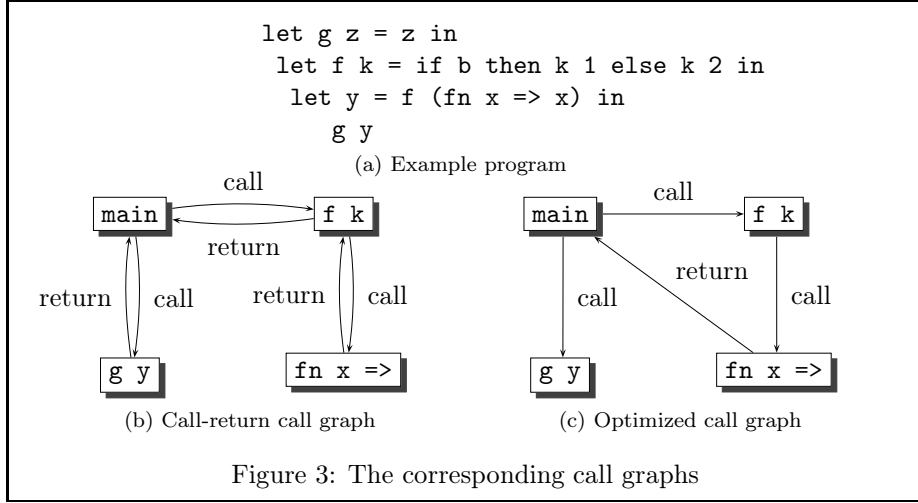 let g z = z in
let f k = if b then k 1 else k 2 in
let y = f (fn x => x) in
g y
(a) Example program
call
main
f k
return
return
call
return
call
g y
fn x =>
(b) Call-return call graph
call
main
f k
return
call
call
g y
fn x =>
(c) Optimized call graph
Figure 3: The corresponding call graphs